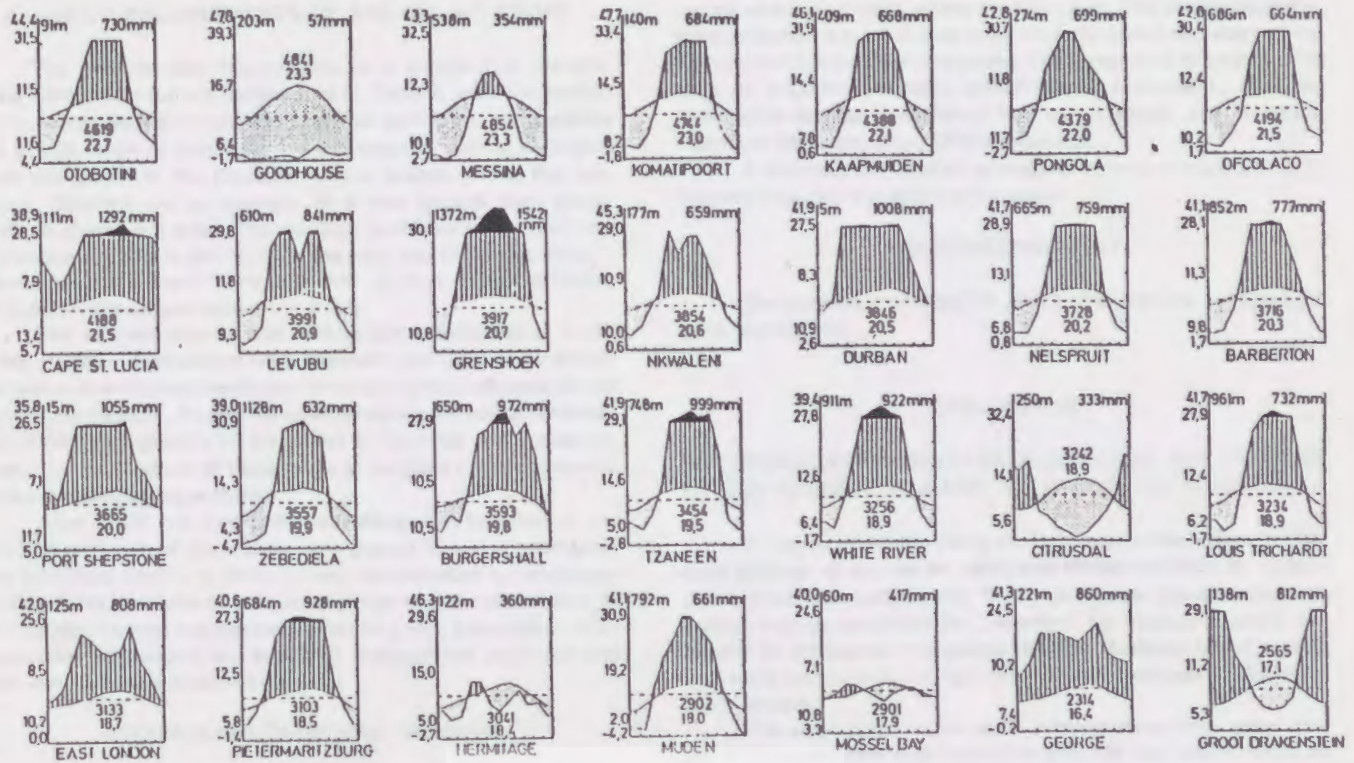 44,4 91m 730mm
31,5
11,5
11,6
4,4
4619
22,7
OTOBOTINI
47,8 203m 57mm
39,3
16,7
6,4
-1,7
4841
23,3
GOODHOUSE
43,3 538m 354mm
32,5
12,3
10,1
2,7
4854
23,3
MESSINA
47,7 140m 684mm
33,4
14,5
8,2
-1,6
4744
23,0
KOMATIPOORT
409m 668mm
14,4
7,8
0,6
4388
22,1
KAAPMUIDEN
42,8 274m 699mm
30,7
11,8
-2,7
4379
22,0
PONGOLA
42,8 686m 664mm
30,4
12,4
10,2
1,7
4194
21,5
OFCOLACO
38,9 111m 1292mm
28,5
7,9
13,4
5,7
4188
21,5
CAPE ST. LUCIA
610m 841mm
29,8
11,8
9,3
3991
20,9
LEVUBU
1372m 1542
mm
30,1
10,8
3917
20,7
GRENSHOEK
45,3 177m 659mm
29,1
10,9
10,0
0,6
3854
20,6
NKWALENI
41,9 5m 1008mm
27,5
8,3
10,9
2,6
3846
20,5
DURBAN
41,7 665m 759mm
28,9
13,1
6,8
0,8
3728
20,2
NELSPRUIT
41,1 852m 777mm
28,1
11,3
9,8
1,7
3716
20,3
BARBERTON
35,8 15m 1055mm
26,5
7,1
11,7
5,0
3665
20,0
PORT SHEPSTONE
39,0 1128m 632mm
30,9
14,3
4,2
-4,7
3557
19,9
ZEBEDIELA
650m 972mm
27,9
10,5
10,5
3593
19,8
BURGERSHALL
41,9 748m 999mm
29,1
14,6
5,0
-2,8
3454
19,5
TZANEEN
39,4 911m 922mm
27,8
12,6
6,4
-1,7
3256
18,9
WHITE RIVER
250m 333mm
32,4
5,6
3242
18,9
CITRUSDAL
41,7 961m 732mm
27,9
12,4
6,2
-1,7
3234
18,9
LOUIS TRICHARDT
42,0 125m 808mm
25,0
8,5
10,7
0,0
3133
18,7
EAST LONDON
40,6 684m 928mm
27,3
12,5
5,8
3103
18,5
PIETERMARITZBURG
46,3 122m 360mm
29,6
15,0
5,0
-2,7
3041
18,4
HERMITAGE
41,1 792m 661mm
30,9
19,2
2,0
-4,2
2902
MUDEN
40,0 60m 417mm
24,6
7,1
10,8
3,9
2901
17,9
MOSSEL BAY
41,3 221m 860mm
24,5
10,2
7,4
-0,2
2314
16,4
GEORGE
138m 812mm
29,1
11,2
5,3
2565
17,1
GROOT DRAKENSTEIN